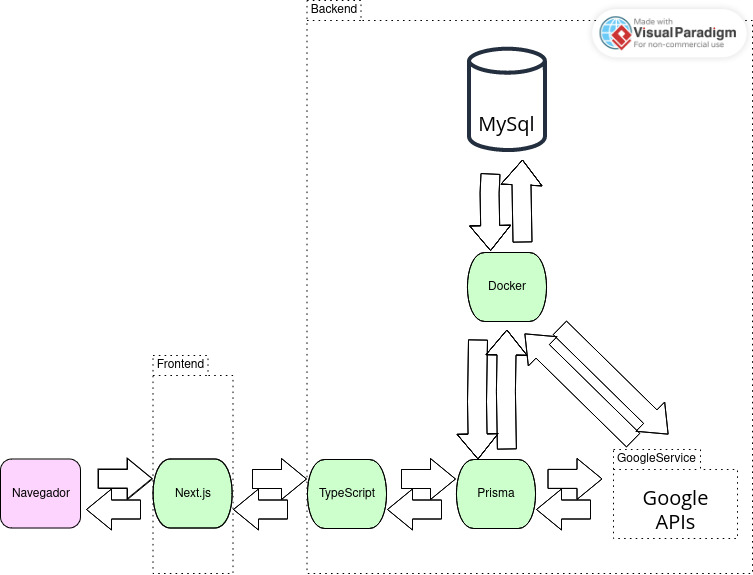 Backend
Made with
Visual Paradigm
For non-commercial use
MySql
Docker
Frontend
GoogleService
Navegador
Next.js
TypeScript
Prisma
Google
APIs